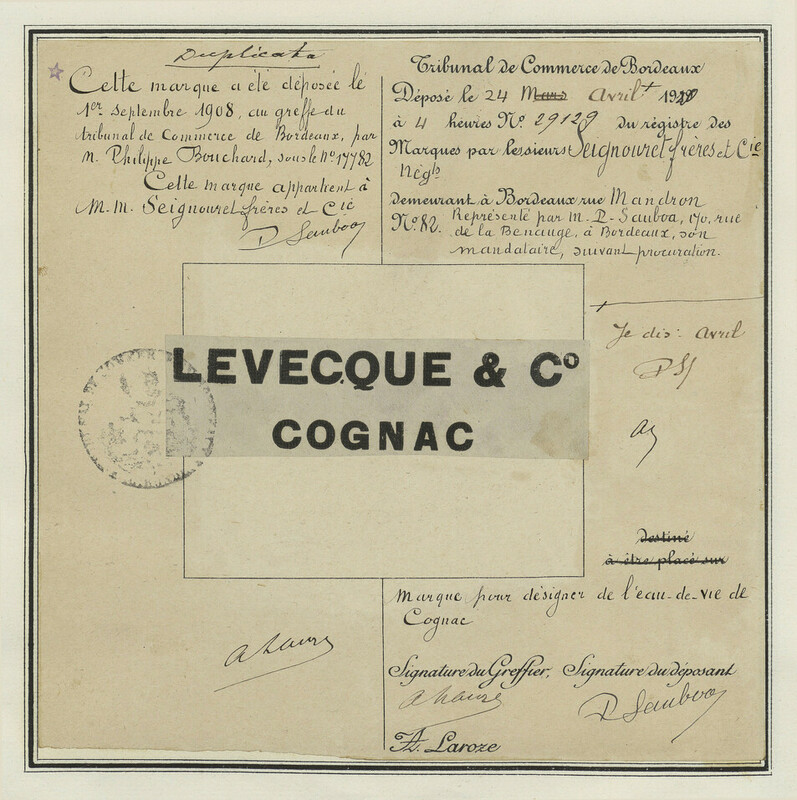 Duplicata
Cette marque a été déposée lé
1er septembre 1908, au greffe du
tribunal de Commerce de Bordeaux, par
M. Philippe Bouchard, sous le No 17782
Cette marque appartient à
M.M. Seignouret frères et Cie
D Sauboa
Tribunal de Commerce de Bordeaux
Déposé le 24 Mars Avril
à 4 heures No. 29129 du régistre des
Marques par les sieurs Seignouret frères et Cie
Négts
demeurant à Bordeaux rue Mandron
No. 82. Représenté par M. D. Sauboa, 170, rue
de la Benauge, à Bordeaux, son
mandataire, suivant procuration.
Je dis: Avril
DS
LEVECQUE & Co
COGNAC
destiné
à être placé sur
Marque pour désigner de l'eau-de-vie de
Cognac
Signature du Greffier, Signature du déposant
D Sauboa
Laroze